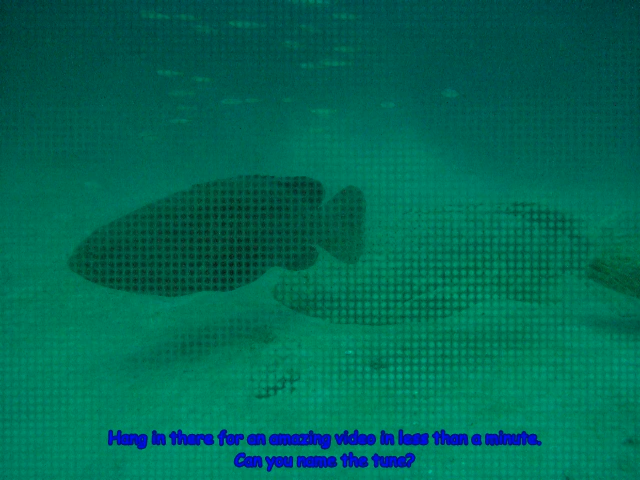 Hang in there for an amazing video in less than a minute.
Can you name the tune?